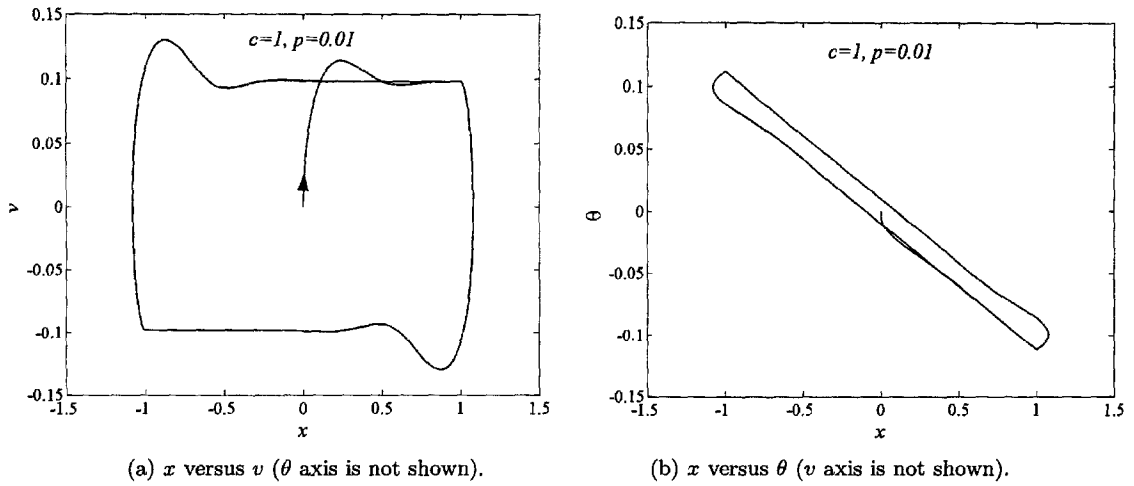 0.15
0.1
0.05
0
-0.05
-0.1
-0.15
v
c=1, p=0.01
-1.5 -1 -0.5 0 0.5 1 1.5
x
(a) x versus v (θ axis is not shown).
0.15
0.1
0.05
0
-0.05
-0.1
-0.15
θ
c=1, p=0.01
-1.5 -1 -0.5 0 0.5 1 1.5
x
(b) x versus θ (v axis is not shown).